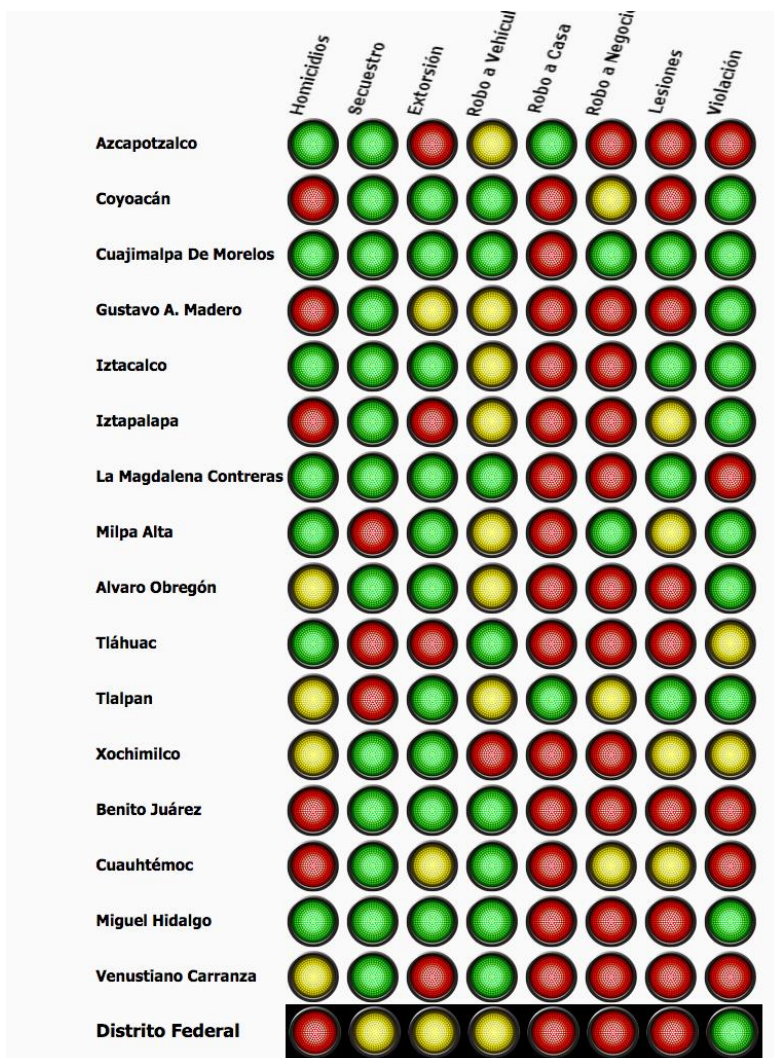 Homicidios
Secuestro
Extorsión
Robo a Vehícul
Robo a Casa
Robo a Negocio
Lesiones
Violación
Azcapotzalco
Coyoacán
Cuajimalpa De Morelos
Gustavo A. Madero
Iztacalco
Iztapalapa
La Magdalena Contreras
Milpa Alta
Alvaro Obregón
Tláhuac
Tlalpan
Xochimilco
Benito Juárez
Cuauhtémoc
Miguel Hidalgo
Venustiano Carranza
Distrito Federal